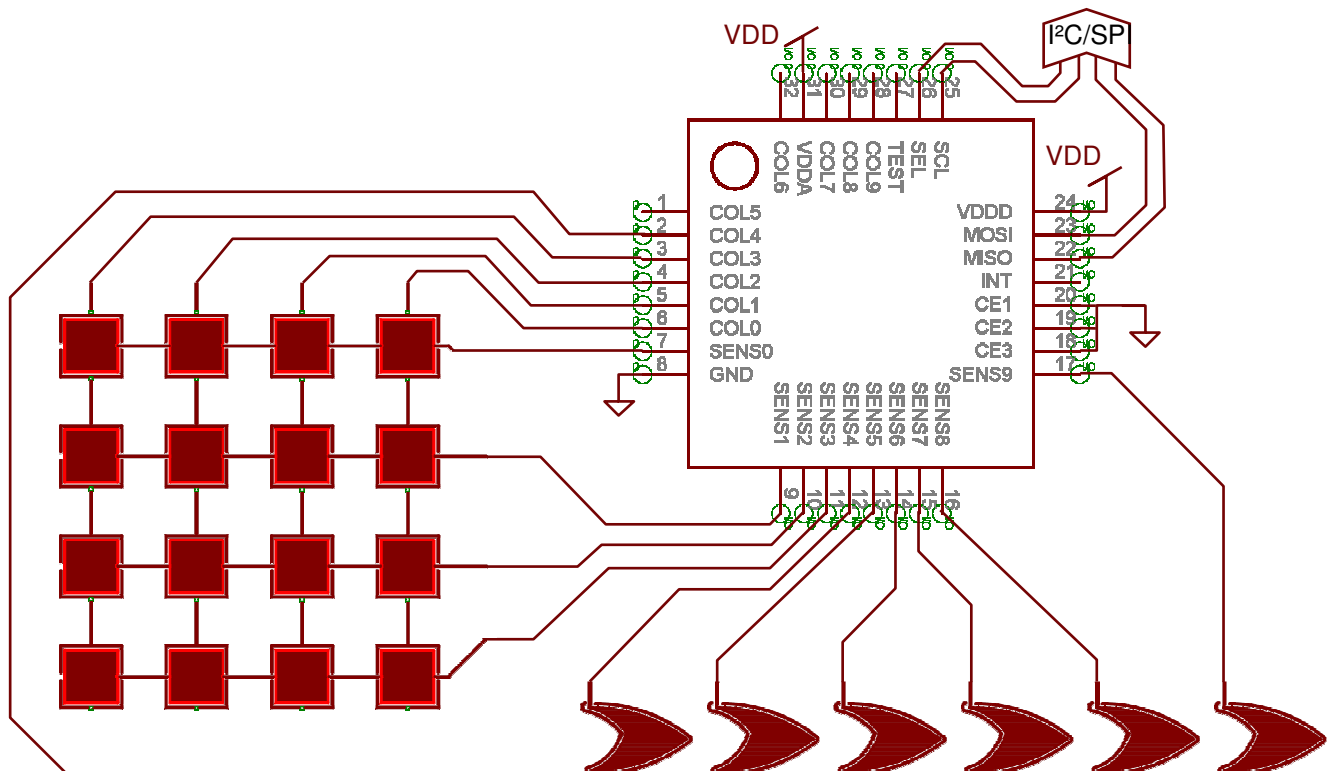 VDD
I²C/SPI
32
31
30
29
28
27
26
25
COL6
VDDA
COL7
COL8
COL9
TEST
SEL
SCL
VDD
1 COL5
2 COL4
3 COL3
4 COL2
5 COL1
6 COL0
7 SENS0
8 GND
VDDD 24
MOSI 23
MISO 22
INT 21
CE1 20
CE2 19
CE3 18
SENS9 17
SENS1
SENS2
SENS3
SENS4
SENS5
SENS6
SENS7
SENS8
9
10
11
12
13
14
15
16